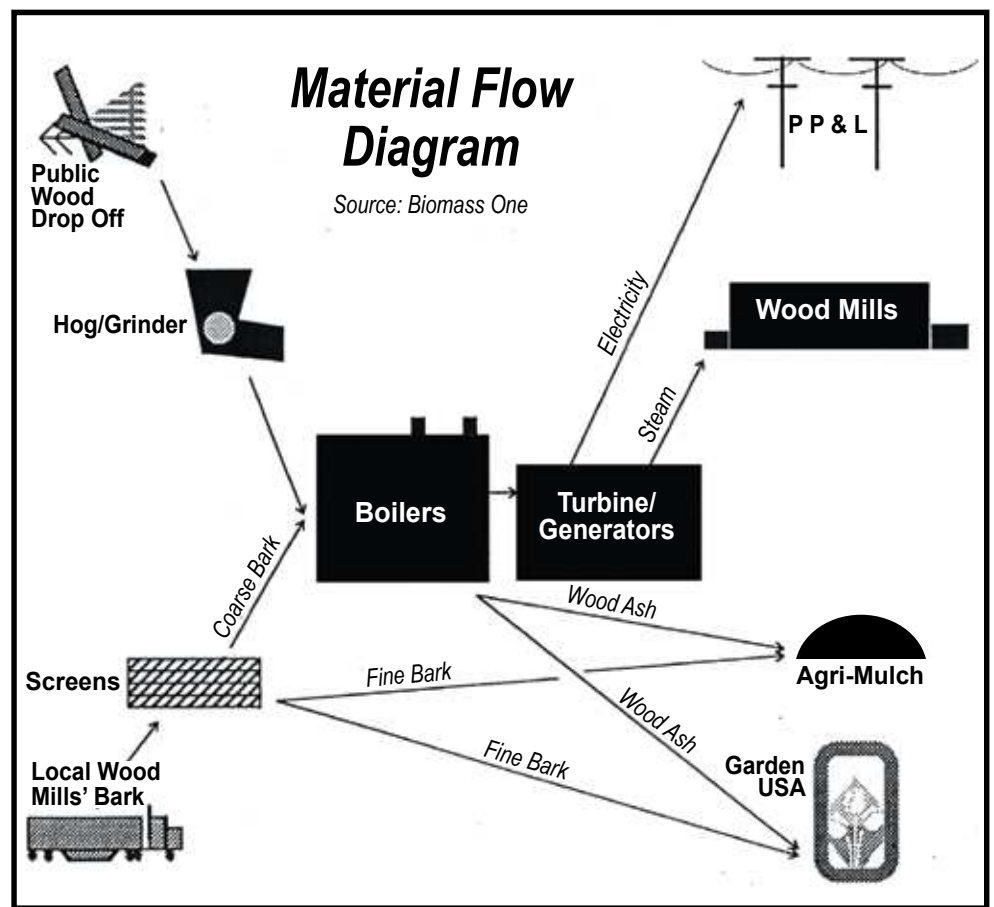 Material Flow
Diagram
Source: Biomass One
P P & L
Public
Wood
Drop Off
Hog/Grinder
Electricity
Wood Mills
Steam
Boilers
Turbine/
Generators
Coarse Bark
Wood Ash
Screens
Fine Bark
Agri-Mulch
Wood Ash
Fine Bark
Local Wood
Mills' Bark
Garden
USA